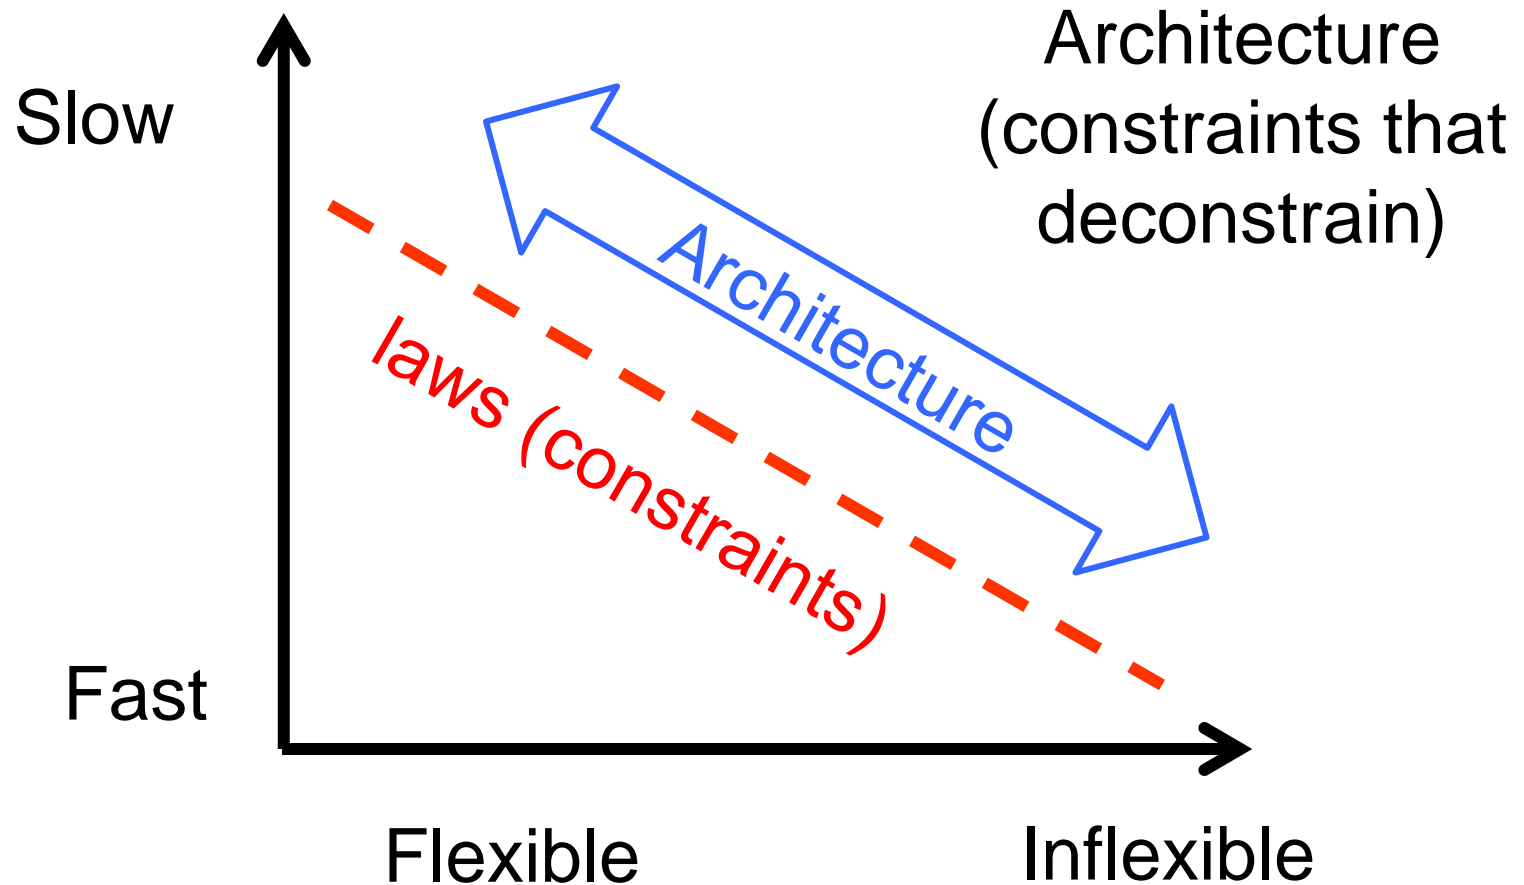 Architecture
(constraints that
deconstrain)
Slow
Architecture
laws (constraints)
Fast
Flexible
Inflexible